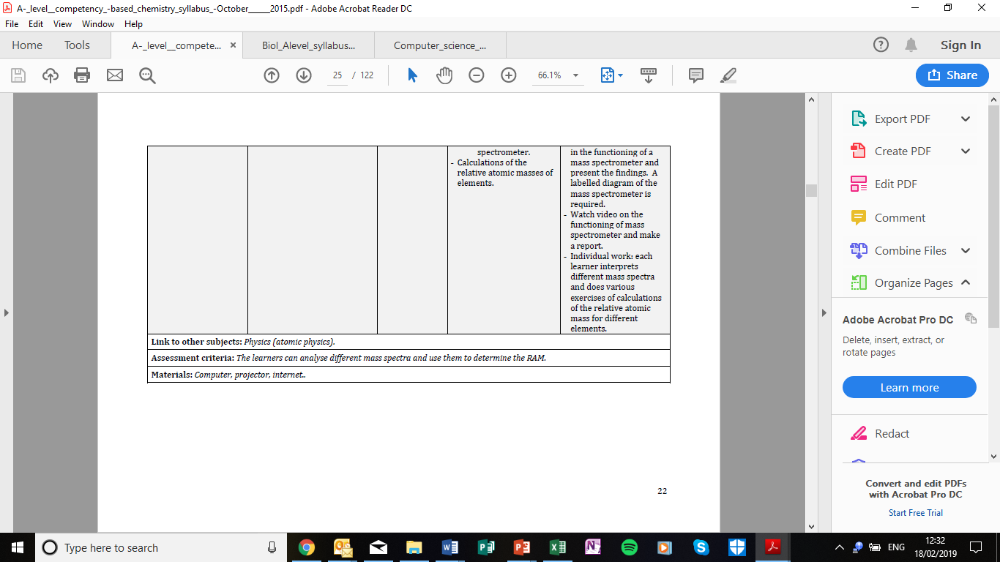 A-_level__competency_-based_chemistry_syllabus_-October_____2015.pdf - Adobe Acrobat Reader DC
File Edit View Window Help
Home Tools A-_level__compete... × Biol_Alevel_syllabus... Computer_science_... Sign In
25 / 122 66.1% Share
spectrometer.
- Calculations of the
relative atomic masses of
elements.
in the functioning of a
mass spectrometer and
present the findings. A
labelled diagram of the
mass spectrometer is
required.
- Watch video on the
functioning of mass
spectrometer and make
a report.
- Individual work: each
learner interprets
different mass spectra
and does various
exercises of calculations
of the relative atomic
mass for different
elements.
Link to other subjects: Physics (atomic physics).
Assessment criteria: The learners can analyse different mass spectra and use them to determine the RAM.
Materials: Computer, projector, internet..
22
Export PDF
Create PDF
Edit PDF
Comment
Combine Files
Organize Pages
Adobe Acrobat Pro DC
Delete, insert, extract, or
rotate pages
Learn more
Redact
Convert and edit PDFs
with Acrobat Pro DC
Start Free Trial
Type here to search
ENG
12:32
18/02/2019